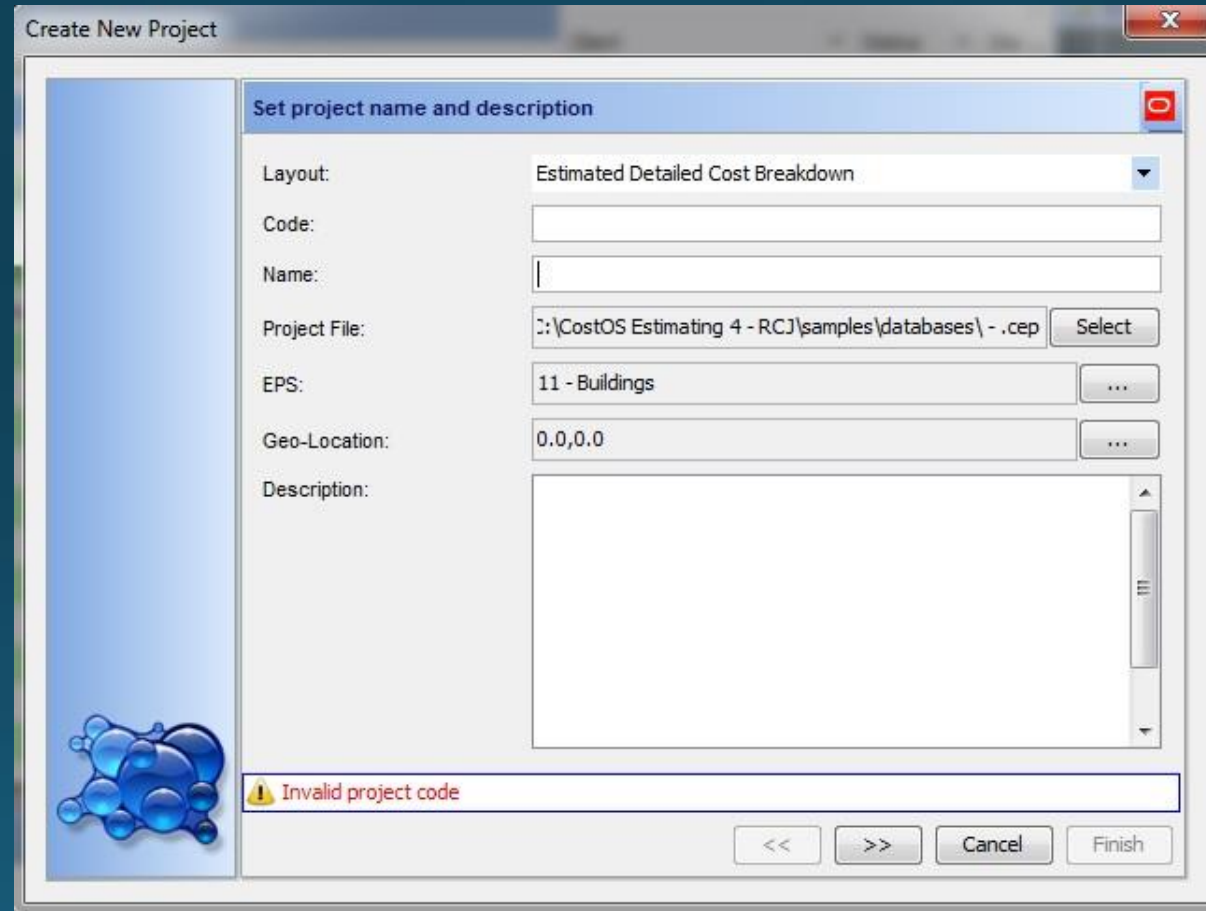 Create New Project
Set project name and description
Layout: Estimated Detailed Cost Breakdown
Code:
Name:
Project File: :\CostOS Estimating 4 - RCJ\samples\databases\ - .cep Select
EPS: 11 - Buildings ...
Geo-Location: 0.0,0.0 ...
Description:
Invalid project code
<< >> Cancel Finish